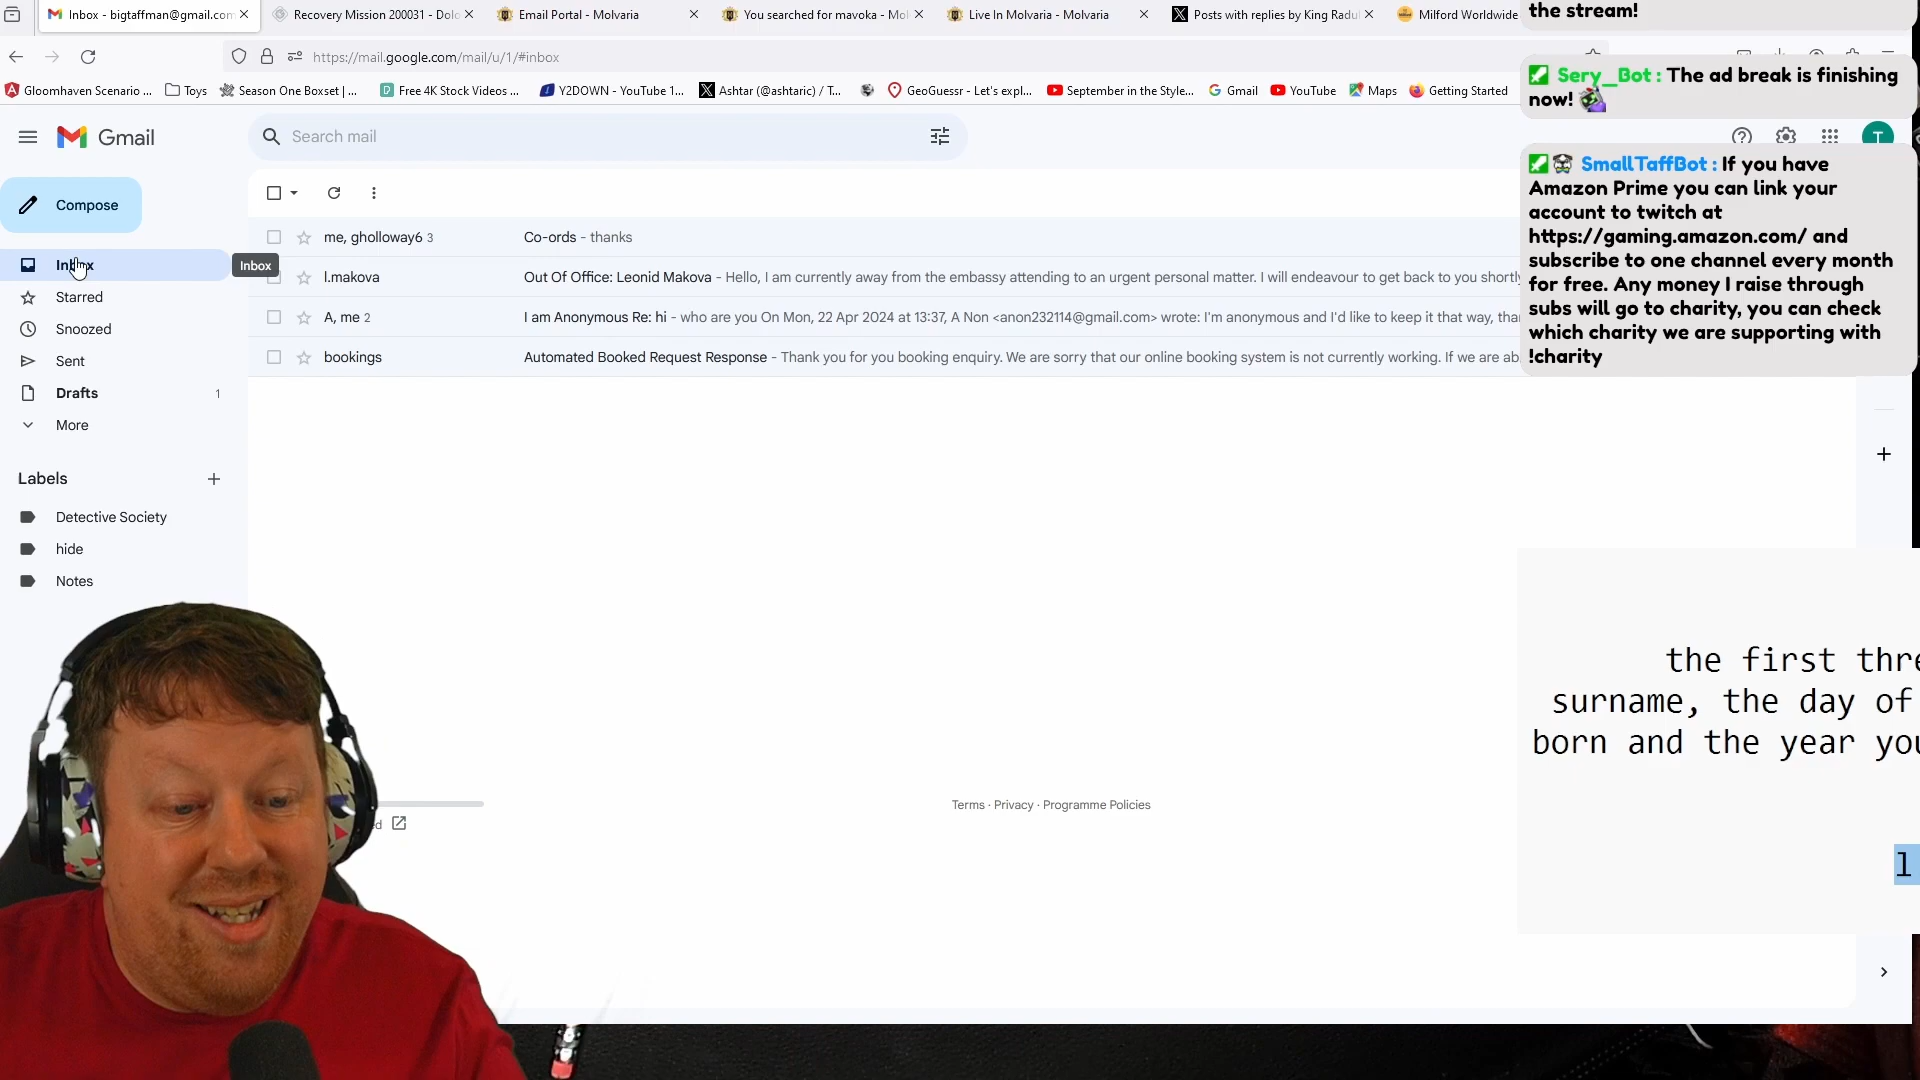 Inbox - bigtaffman@gmail.com
Recovery Mission 200031 - Dolo
Email Portal - Molvaria
You searched for mavoka - Mol
Live In Molvaria - Molvaria
Posts with replies by King Radul
Milford Worldwide
the stream!
https://mail.google.com/mail/u/1/#inbox
Sery_Bot : The ad break is finishing
now!
Gloomhaven Scenario ...
Toys
Season One Boxset | ...
Free 4K Stock Videos ...
Y2DOWN - YouTube 1...
Ashtar (@ashtaric) / T...
GeoGuessr - Let's expl...
September in the Style...
Gmail
YouTube
Maps
Getting Started
Gmail
Search mail
T
SmallTaffBot : If you have
Amazon Prime you can link your
account to twitch at
https://gaming.amazon.com/ and
subscribe to one channel every month
for free. Any money I raise through
subs will go to charity, you can check
which charity we are supporting with
!charity
Compose
Inbox
Inbox
Starred
Snoozed
Sent
Drafts 1
More
Labels
Detective Society
hide
Notes
me, gholloway6 3 Co-ords - thanks
l.makova Out Of Office: Leonid Makova - Hello, I am currently away from the embassy attending to an urgent personal matter. I will endeavour to get back to you shortly
A, me 2 I am Anonymous Re: hi - who are you On Mon, 22 Apr 2024 at 13:37, A Non <anon232114@gmail.com> wrote: I'm anonymous and I'd like to keep it that way, tha
bookings Automated Booked Request Response - Thank you for you booking enquiry. We are sorry that our online booking system is not currently working. If we are ab
the first thre
surname, the day of
born and the year you
l
Terms · Privacy · Programme Policies